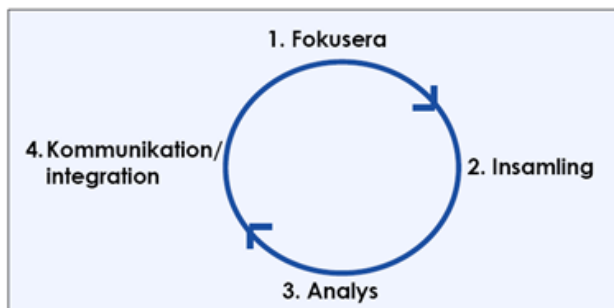 1. Fokusera
2. Insamling
3. Analys
4. Kommunikation/
integration